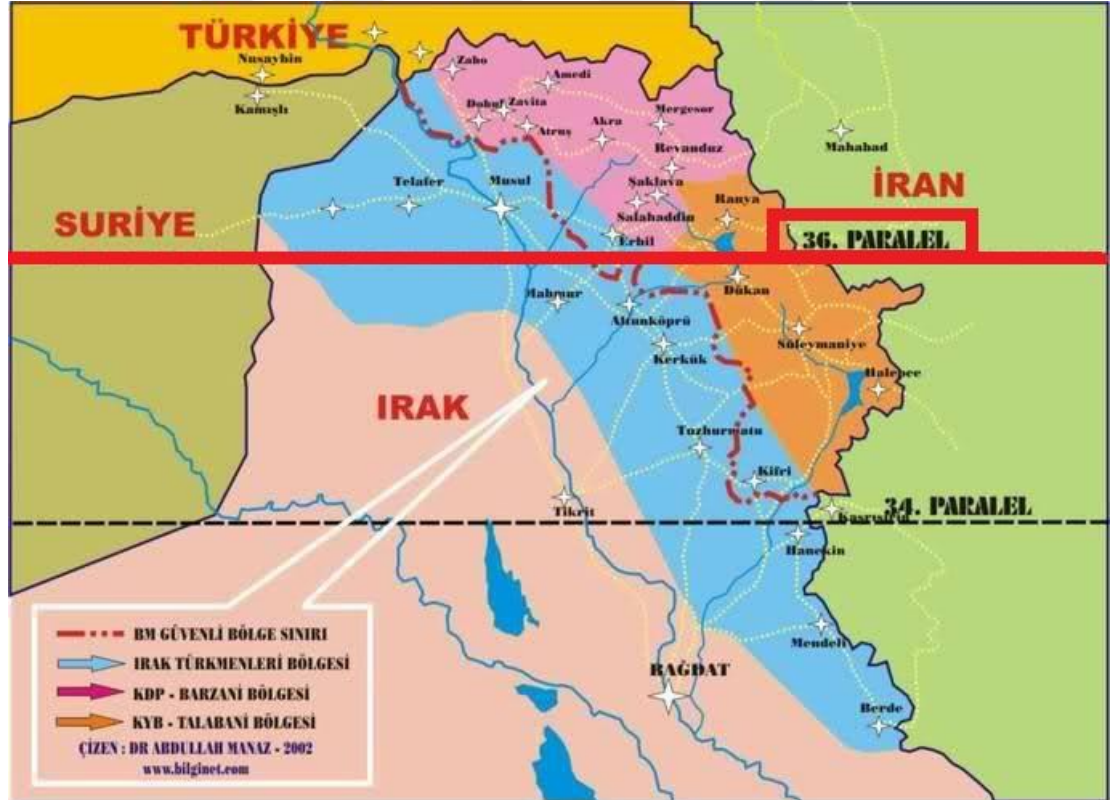 TÜRKİYE
Nusaybin
Kamışlı
Zaho
Amedi
Dohuk
Zavita
Atruş
Akra
Mergesor
Revanduz
Mahabad
Telafer
Musul
Şaklava
Salahaddin
Ranya
İRAN
SURİYE
Erbil
36. PARALEL
Mahmur
Altunköprü
Dûkan
Kerkük
Süleymaniye
Halepçe
IRAK
Tuzhurmatu
Kifri
Tikrit
34. PARALEL
Hanekin
BM GÜVENLİ BÖLGE SINIRI
IRAK TÜRKMENLERİ BÖLGESİ
KDP - BARZANİ BÖLGESİ
KYB - TALABANİ BÖLGESİ
ÇİZEN : DR ABDULLAH MANAZ - 2002
www.bilginet.com
Mendeli
BAĞDAT
Berde